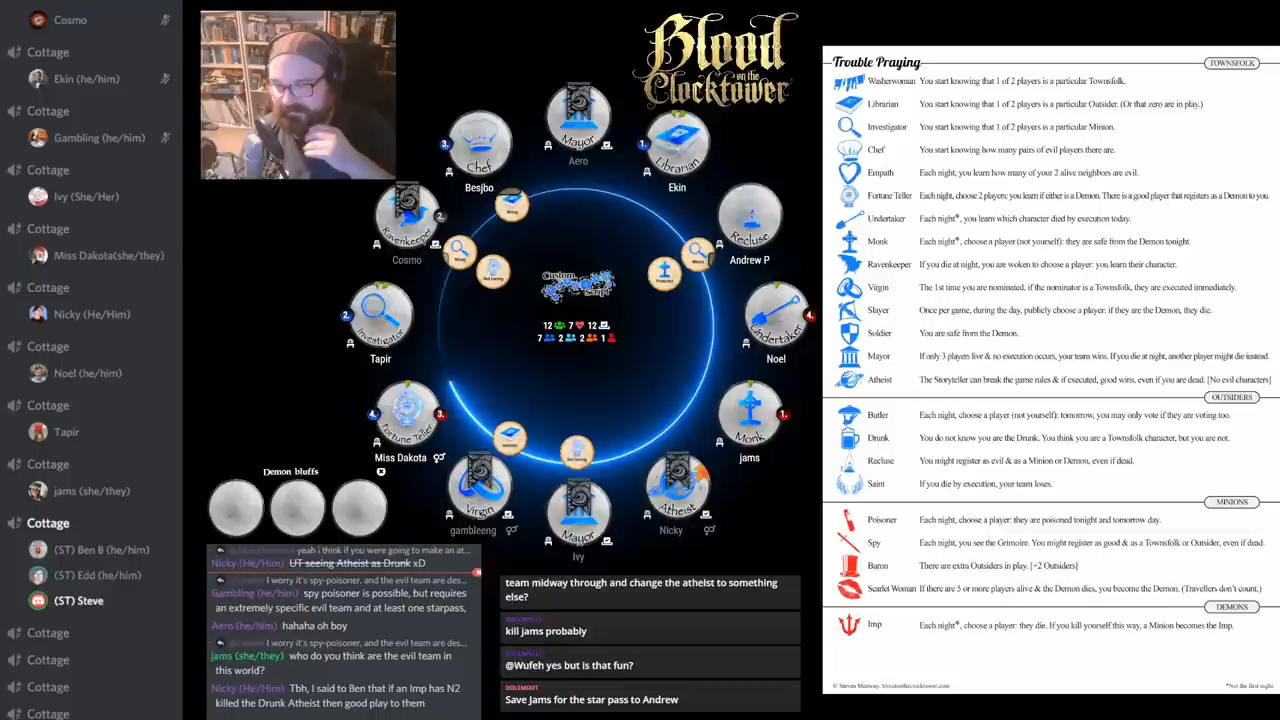 Cosmo
Cottage
Ekin (he/him)
Cottage
Gambling (he/him)
Cottage
Ivy (She/Her)
Cottage
Miss Dakota(she/they)
Cottage
Nicky (He/Him)
Cottage
Noel (he/him)
Cottage
Tapir
Cottage
jams (she/they)
Cottage
(ST) Ben B (he/him)
(ST) Edd (he/him)
(ST) Steve
Cottage
Cottage
Cottage
Cottage
Blood
on the
Clocktower
Mayor
Aero
Chef
Besjbo
Librarian
Ekin
Ravenkeeper
Cosmo
Recluse
Andrew P
Investigator
Tapir
Undertaker
Noel
Custom
Script
12 7 12
7 2 2 1
Fortune Teller
Miss Dakota
Monk
jams
Virgin
gambleeng
Mayor
Ivy
Atheist
Nicky
Demon bluffs
yeah i think if you were going to make an at...
Nicky (He/Him) UT seeing Atheist as Drunk xD
I worry it's spy-poisoner, and the evil team are des...
Gambling (he/him) spy poisoner is possible, but requires
an extremely specific evil team and at least one starpass,
Aero (he/him) hahaha oh boy
I worry it's spy-poisoner, and the evil team are des...
jams (she/they) who do you think are the evil team in
this world?
Nicky (He/Him) Tbh, I said to Ben that if an Imp has N2
killed the Drunk Atheist then good play to them
team midway through and change the atheist to something
else?
kill jams probably
@Wufeh yes but is that fun?
DOLEMOUT
Save Jams for the star pass to Andrew
Trouble Praying
TOWNSFOLK
Washerwoman You start knowing that 1 of 2 players is a particular Townsfolk.
Librarian You start knowing that 1 of 2 players is a particular Outsider. (Or that zero are in play.)
Investigator You start knowing that 1 of 2 players is a particular Minion.
Chef You start knowing how many pairs of evil players there are.
Empath Each night, you learn how many of your 2 alive neighbors are evil.
Fortune Teller Each night, choose 2 players: you learn if either is a Demon. There is a good player that registers as a Demon to you.
Undertaker Each night*, you learn which character died by execution today.
Monk Each night*, choose a player (not yourself): they are safe from the Demon tonight.
Ravenkeeper If you die at night, you are woken to choose a player: you learn their character.
Virgin The 1st time you are nominated, if the nominator is a Townsfolk, they are executed immediately.
Slayer Once per game, during the day, publicly choose a player: if they are the Demon, they die.
Soldier You are safe from the Demon.
Mayor If only 3 players live & no execution occurs, your team wins. If you die at night, another player might die instead.
Atheist The Storyteller can break the game rules & if executed, good wins, even if you are dead. [No evil characters]
OUTSIDERS
Butler Each night, choose a player (not yourself): tomorrow, you may only vote if they are voting too.
Drunk You do not know you are the Drunk. You think you are a Townsfolk character, but you are not.
Recluse You might register as evil & as a Minion or Demon, even if dead.
Saint If you die by execution, your team loses.
MINIONS
Poisoner Each night, choose a player: they are poisoned tonight and tomorrow day.
Spy Each night, you see the Grimoire. You might register as good & as a Townsfolk or Outsider, even if dead.
Baron There are extra Outsiders in play. [+2 Outsiders]
Scarlet Woman If there are 5 or more players alive & the Demon dies, you become the Demon. (Travellers don't count.)
DEMONS
Imp Each night*, choose a player: they die. If you kill yourself this way, a Minion becomes the Imp.
© Steven Medway, bloodontheclocktower.com
*Not the first night.